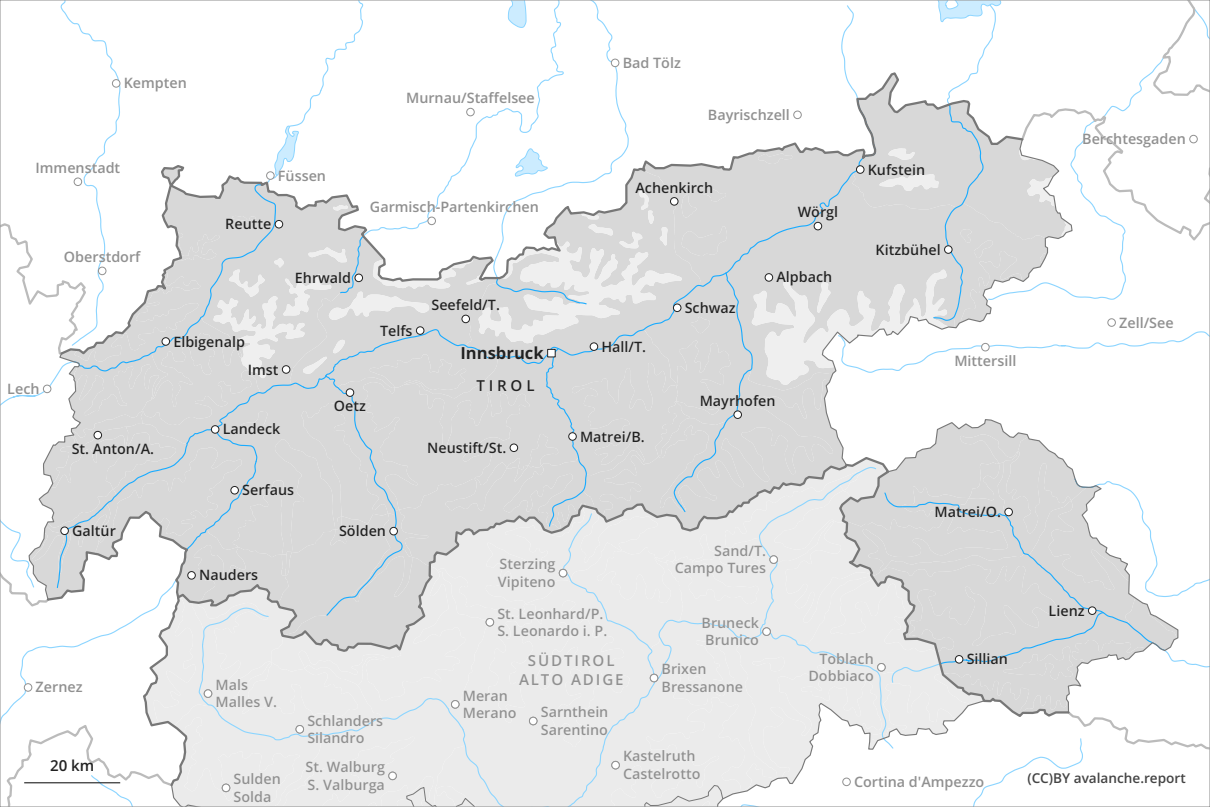 Bad Tölz
Kempten
Murnau/Staffelsee
Bayrischzell
Berchtesgaden
Immenstadt
Füssen
Kufstein
Achenkirch
Garmisch-Partenkirchen
Wörgl
Reutte
Kitzbühel
Oberstdorf
Ehrwald
Alpbach
Seefeld/T.
Schwaz
Zell/See
Telfs
Elbigenalp
Hall/T.
Innsbruck
Mittersill
Imst
TIROL
Lech
Oetz
Mayrhofen
Landeck
Matrei/B.
St. Anton/A.
Neustift/St.
Serfaus
Matrei/O.
Galtür
Sölden
Sand/T.
Campo Tures
Sterzing
Vipiteno
Nauders
Lienz
St. Leonhard/P.
S. Leonardo i. P.
Bruneck
Brunico
SÜDTIROL
ALTO ADIGE
Toblach
Dobbiaco
Sillian
Brixen
Bressanone
Zernez
Mals
Malles V.
Meran
Merano
Sarnthein
Sarentino
Schlanders
Silandro
Kastelruth
Castelrotto
St. Walburg
S. Valburga
20 km
Sulden
Solda
Cortina d'Ampezzo
(CC)BY avalanche.report